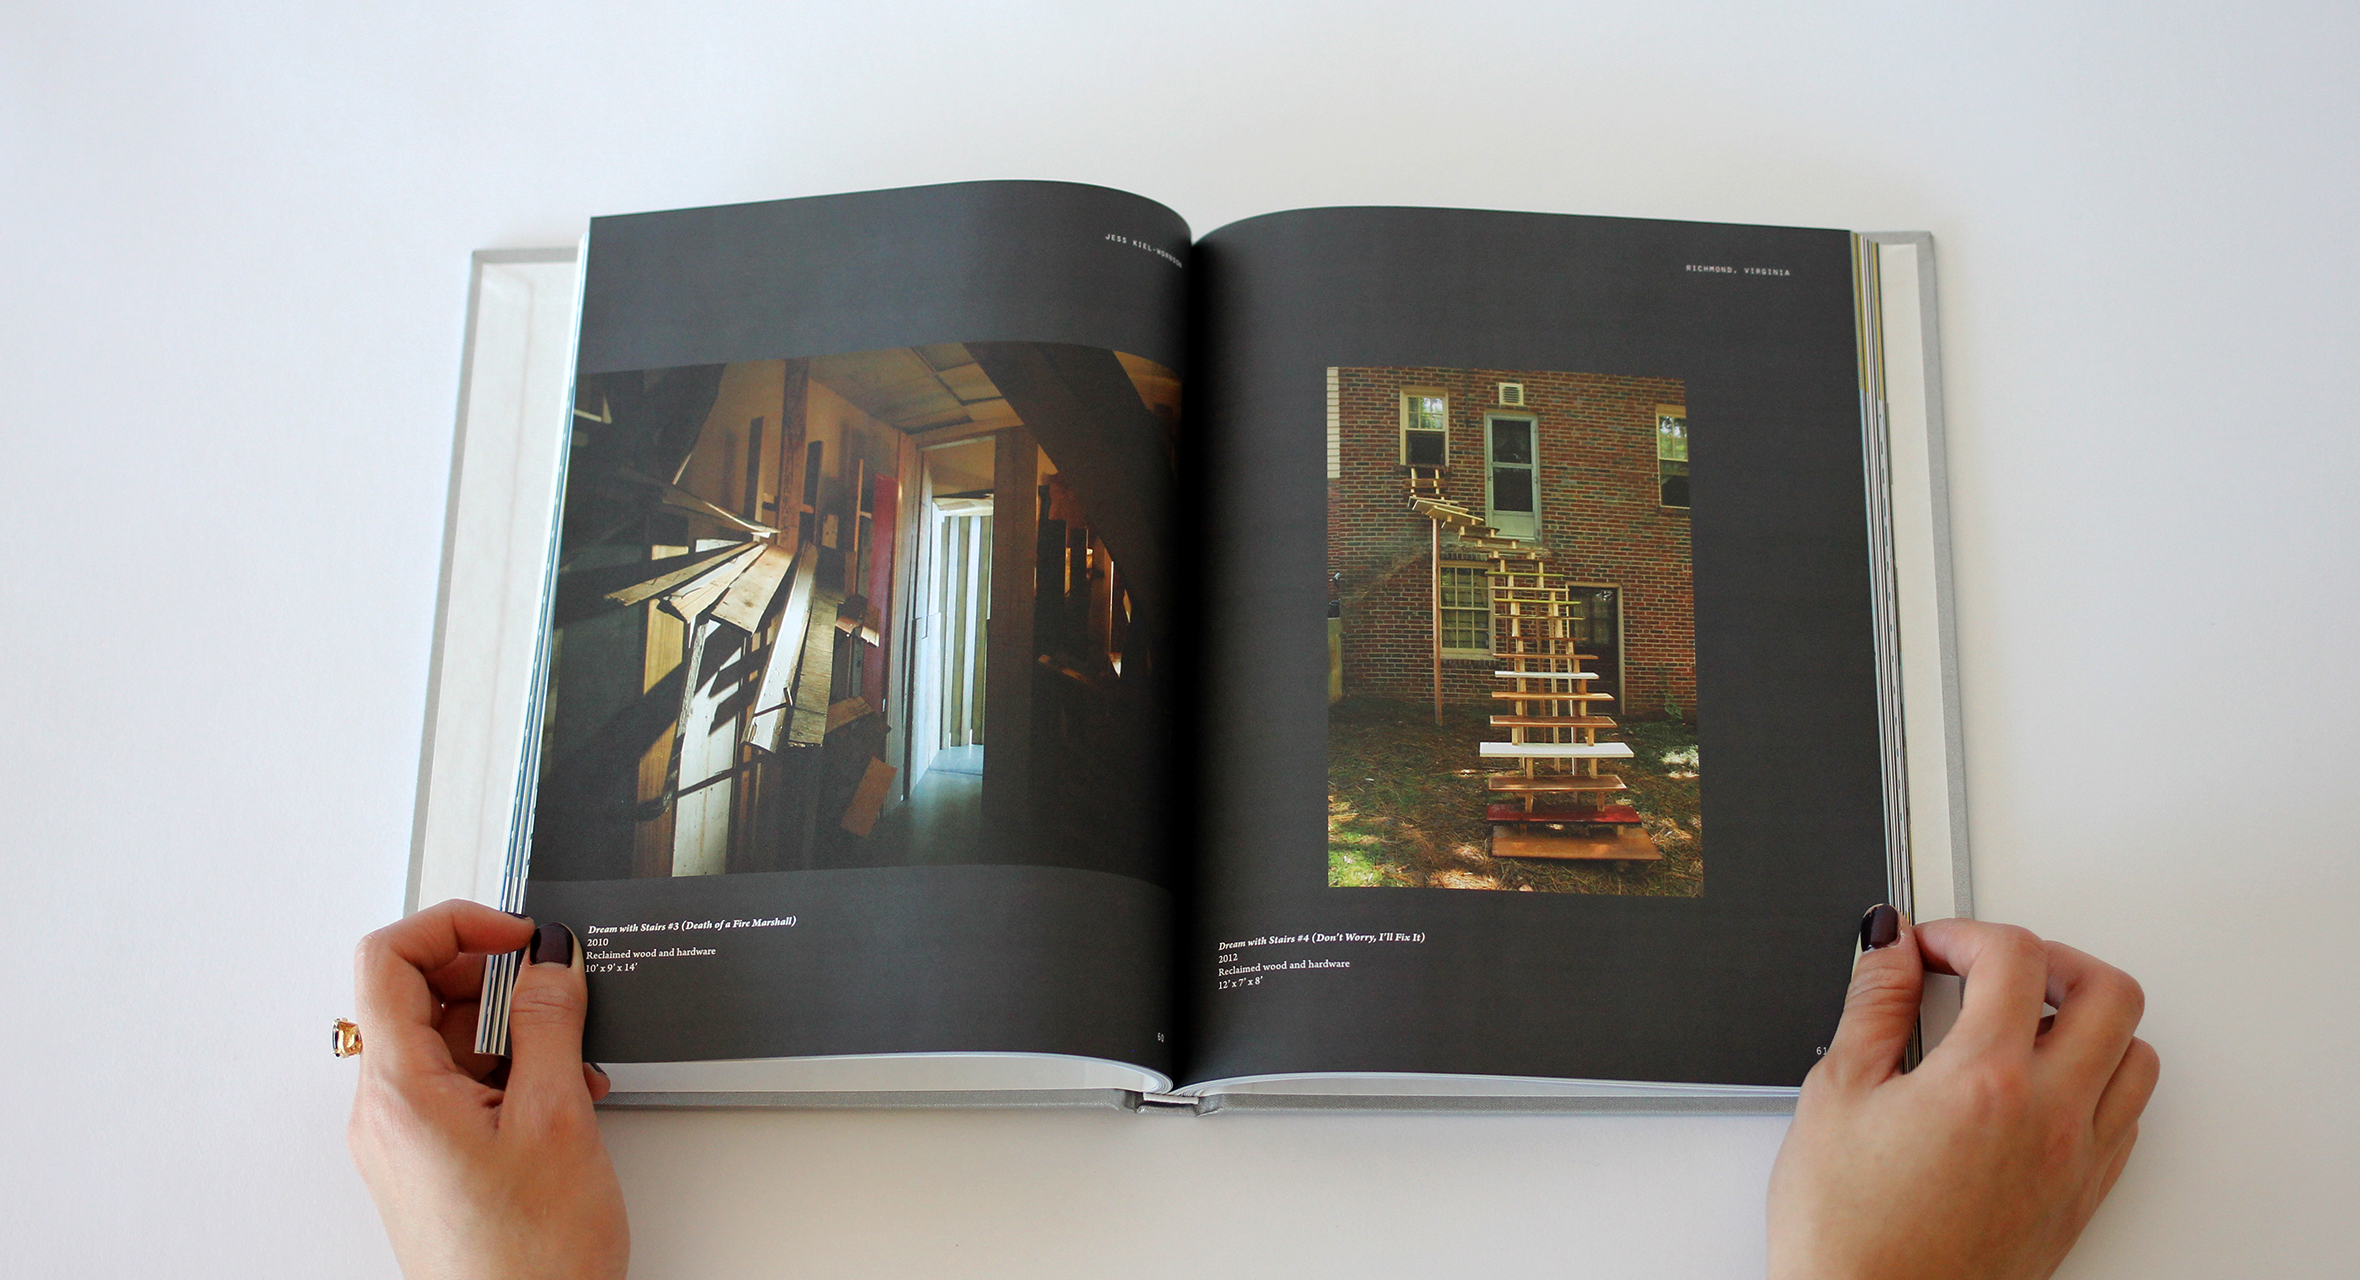 JESS KIEL-WORNSON
Dream with Stairs #3 (Death of a Fire Marshall)
2010
Reclaimed wood and hardware
10' x 9' x 14'
60
RICHMOND, VIRGINIA
Dream with Stairs #4 (Don't Worry, I'll Fix It)
2012
Reclaimed wood and hardware
12' x 7' x 8'
61